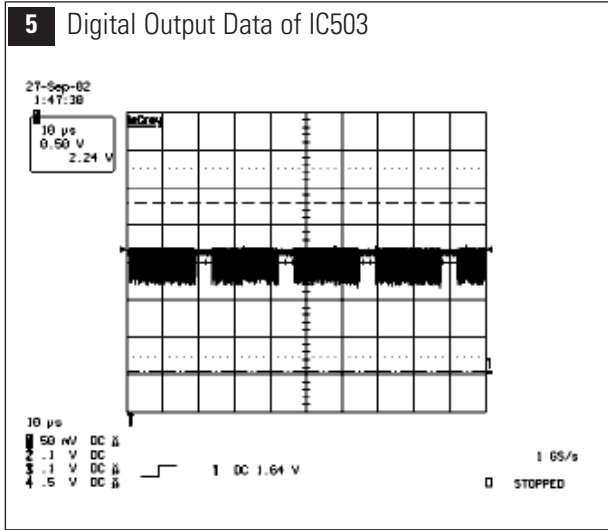 5 Digital Output Data of IC503
27-Sep-02
1:47:38
10 µs
0.50 V
2.24 V
LeCroy
1
10 µs
1 50 mV DC
2 .1 V DC
3 .1 V DC
4 .5 V DC
1 DC 1.64 V
1 GS/s
STOPPED